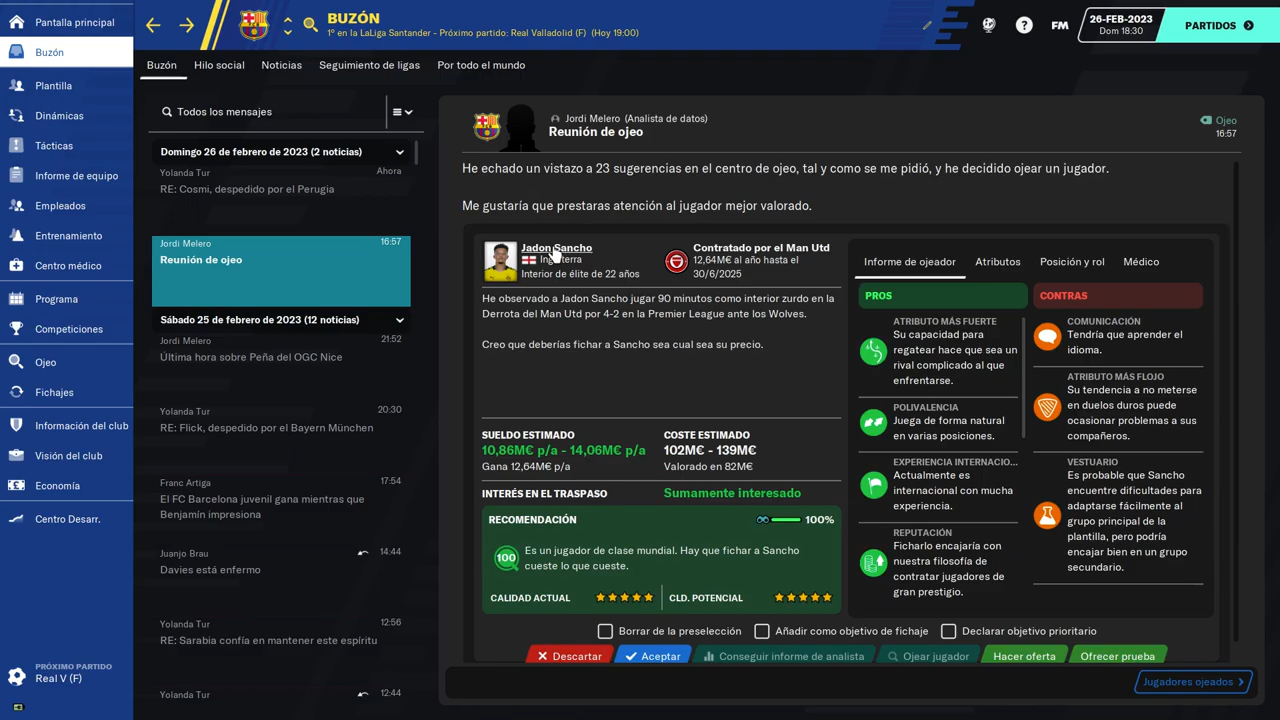 Pantalla principal
Buzón
Plantilla
Dinámicas
Tácticas
Informe de equipo
Empleados
Entrenamiento
Centro médico
Programa
Competiciones
Ojeo
Fichajes
Información del club
Visión del club
Economía
Centro Desarr.
PRÓXIMO PARTIDO
Real V (F)
BUZÓN
1º en la LaLiga Santander - Próximo partido: Real Valladolid (F) (Hoy 19:00)
FM
26-FEB-2023
Dom 18:30
PARTIDOS
Buzón
Hilo social
Noticias
Seguimiento de ligas
Por todo el mundo
Todos los mensajes
Domingo 26 de febrero de 2023 (2 noticias)
Yolanda Tur
Ahora
RE: Cosmi, despedido por el Perugia
Jordi Melero
16:57
Reunión de ojeo
Sábado 25 de febrero de 2023 (12 noticias)
Jordi Melero
21:52
Última hora sobre Peña del OGC Nice
Yolanda Tur
20:30
RE: Flick, despedido por el Bayern München
Franc Artiga
17:54
El FC Barcelona juvenil gana mientras que
Benjamín impresiona
Juanjo Brau
14:44
Davies está enfermo
Yolanda Tur
12:56
RE: Sarabia confía en mantener este espíritu
Yolanda Tur
12:44
Jordi Melero (Analista de datos)
Reunión de ojeo
Ojeo
16:57
He echado un vistazo a 23 sugerencias en el centro de ojeo, tal y como se me pidió, y he decidido ojear un jugador.
Me gustaría que prestaras atención al jugador mejor valorado.
Jadon Sancho
Interior de élite de 22 años
Contratado por el Man Utd
12,64M€ al año hasta el
30/6/2025
He observado a Jadon Sancho jugar 90 minutos como interior zurdo en la
Derrota del Man Utd por 4-2 en la Premier League ante los Wolves.
Creo que deberías fichar a Sancho sea cual sea su precio.
SUELDO ESTIMADO
10,86M€ p/a - 14,06M€ p/a
Gana 12,64M€ p/a
COSTE ESTIMADO
102M€ - 139M€
Valorado en 82M€
INTERÉS EN EL TRASPASO
Sumamente interesado
RECOMENDACIÓN
100%
100
Es un jugador de clase mundial. Hay que fichar a Sancho
cueste lo que cueste.
CALIDAD ACTUAL
CLD. POTENCIAL
Informe de ojeador
Atributos
Posición y rol
Médico
PROS
ATRIBUTO MÁS FUERTE
Su capacidad para
regatear hace que sea un
rival complicado al que
enfrentarse.
POLIVALENCIA
Juega de forma natural
en varias posiciones.
EXPERIENCIA INTERNACIO...
Actualmente es
internacional con mucha
experiencia.
REPUTACIÓN
Ficharlo encajaría con
nuestra filosofía de
contratar jugadores de
gran prestigio.
CONTRAS
COMUNICACIÓN
Tendría que aprender el
idioma.
ATRIBUTO MÁS FLOJO
Su tendencia a no meterse
en duelos duros puede
ocasionar problemas a sus
compañeros.
VESTUARIO
Es probable que Sancho
encuentre dificultades para
adaptarse fácilmente al
grupo principal de la
plantilla, pero podría
encajar bien en un grupo
secundario.
Borrar de la preselección
Añadir como objetivo de fichaje
Declarar objetivo prioritario
Descartar
Aceptar
Conseguir informe de analista
Ojear jugador
Hacer oferta
Ofrecer prueba
Jugadores ojeados